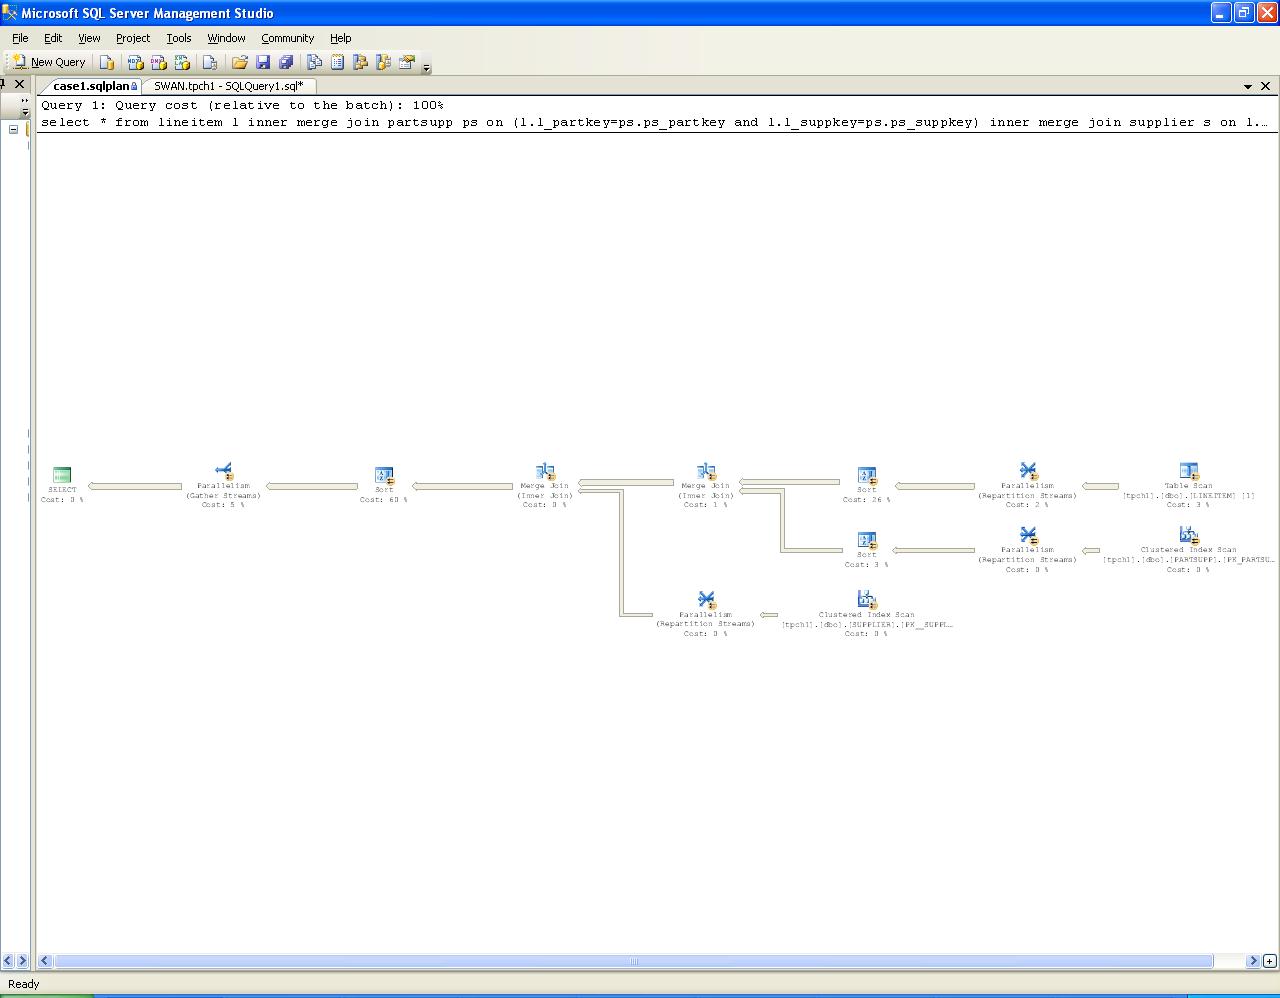 Microsoft SQL Server Management Studio
File Edit View Project Tools Window Community Help
New Query
case1.sqlplan SWAN.tpch1 - SQLQuery1.sql*
Query 1: Query cost (relative to the batch): 100%
select * from lineitem l inner merge join partsupp ps on (l.l_partkey=ps.ps_partkey and l.l_suppkey=ps.ps_suppkey) inner merge join supplier s on l.…
SELECT
Cost: 0 %
Parallelism
(Gather Streams)
Cost: 5 %
Sort
Cost: 60 %
Merge Join
(Inner Join)
Cost: 0 %
Merge Join
(Inner Join)
Cost: 1 %
Sort
Cost: 26 %
Parallelism
(Repartition Streams)
Cost: 2 %
Table Scan
[tpch1].[dbo].[LINEITEM] [l]
Cost: 3 %
Sort
Cost: 3 %
Parallelism
(Repartition Streams)
Cost: 0 %
Clustered Index Scan
[tpch1].[dbo].[PARTSUPP].[PK_PARTSU…
Cost: 0 %
Parallelism
(Repartition Streams)
Cost: 0 %
Clustered Index Scan
[tpch1].[dbo].[SUPPLIER].[PK__SUPPL…
Cost: 0 %
Ready